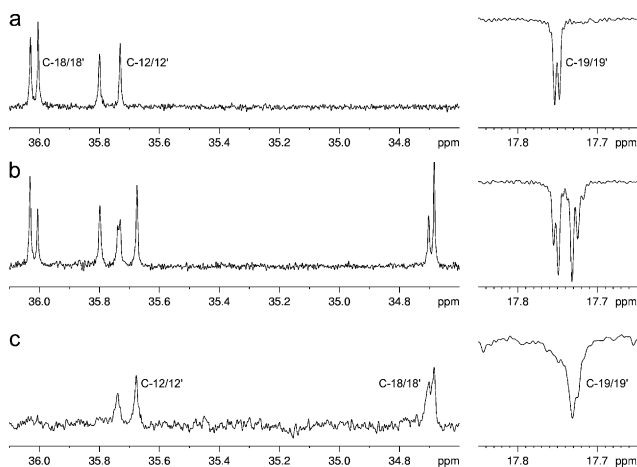 a
C-18/18' C-12/12' C-19/19'
36.0 35.8 35.6 35.4 35.2 35.0 34.8 ppm 17.8 17.7 ppm
b
36.0 35.8 35.6 35.4 35.2 35.0 34.8 ppm 17.8 17.7 ppm
c
C-12/12' C-18/18' C-19/19'
36.0 35.8 35.6 35.4 35.2 35.0 34.8 ppm 17.8 17.7 ppm